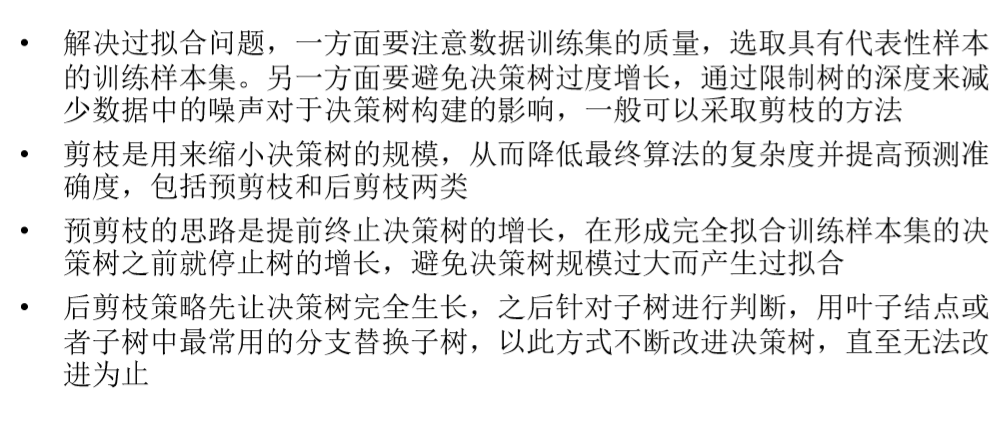 • 解决过拟合问题，一方面要注意数据训练集的质量，选取具有代表性样本
的训练样本集。另一方面要避免决策树过度增长，通过限制树的深度来减
少数据中的噪声对于决策树构建的影响，一般可以采取剪枝的方法
• 剪枝是用来缩小决策树的规模，从而降低最终算法的复杂度并提高预测准
确度，包括预剪枝和后剪枝两类
• 预剪枝的思路是提前终止决策树的增长，在形成完全拟合训练样本集的决
策树之前就停止树的增长，避免决策树规模过大而产生过拟合
• 后剪枝策略先让决策树完全生长，之后针对子树进行判断，用叶子结点或
者子树中最常用的分支替换子树，以此方式不断改进决策树，直至无法改
进为止